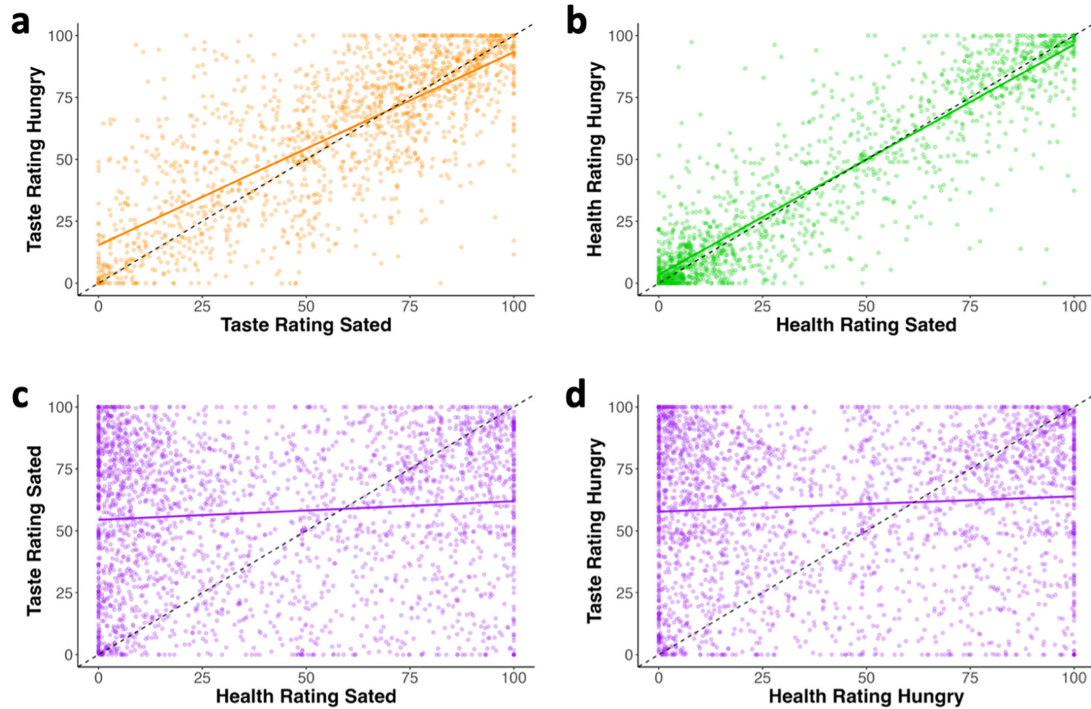 a
Taste Rating Hungry
100
75
50
25
0
0 25 50 75 100
Taste Rating Sated
b
Health Rating Hungry
100
75
50
25
0
0 25 50 75 100
Health Rating Sated
c
Taste Rating Sated
100
75
50
25
0
0 25 50 75 100
Health Rating Sated
d
Taste Rating Hungry
100
75
50
25
0
0 25 50 75 100
Health Rating Hungry